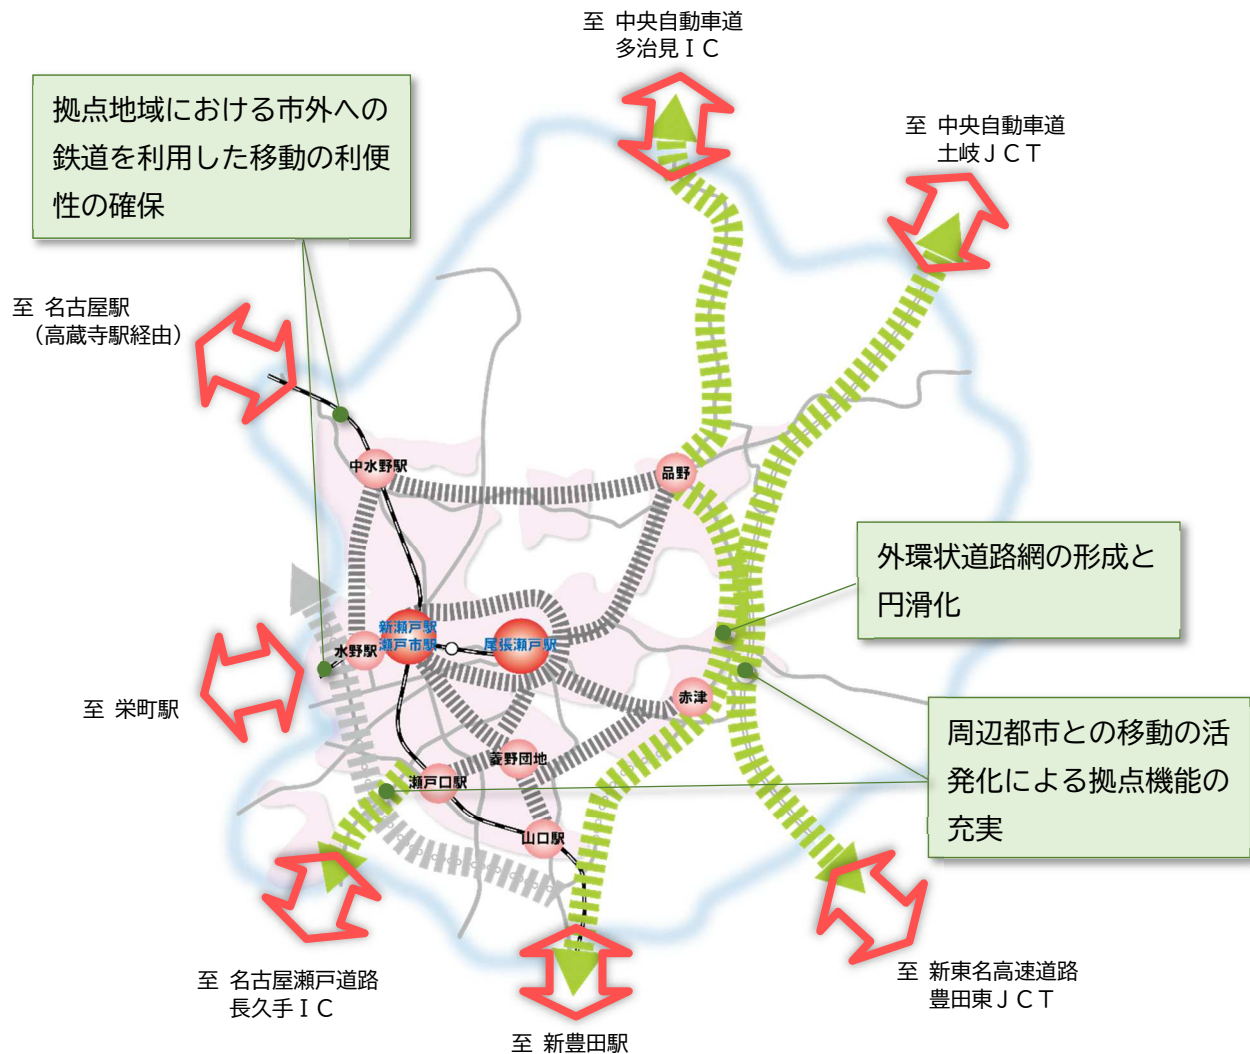 至 中央自動車道
多治見ＩＣ
拠点地域における市外への
鉄道を利用した移動の利便
性の確保
至 中央自動車道
土岐ＪＣＴ
至 名古屋駅
（高蔵寺駅経由）
中水野駅
品野
外環状道路網の形成と
円滑化
新瀬戸駅
瀬戸市駅
尾張瀬戸駅
水野駅
至 栄町駅
赤津
周辺都市との移動の活
発化による拠点機能の
充実
菱野団地
瀬戸口駅
山口駅
至 名古屋瀬戸道路
長久手ＩＣ
至 新東名高速道路
豊田東ＪＣＴ
至 新豊田駅